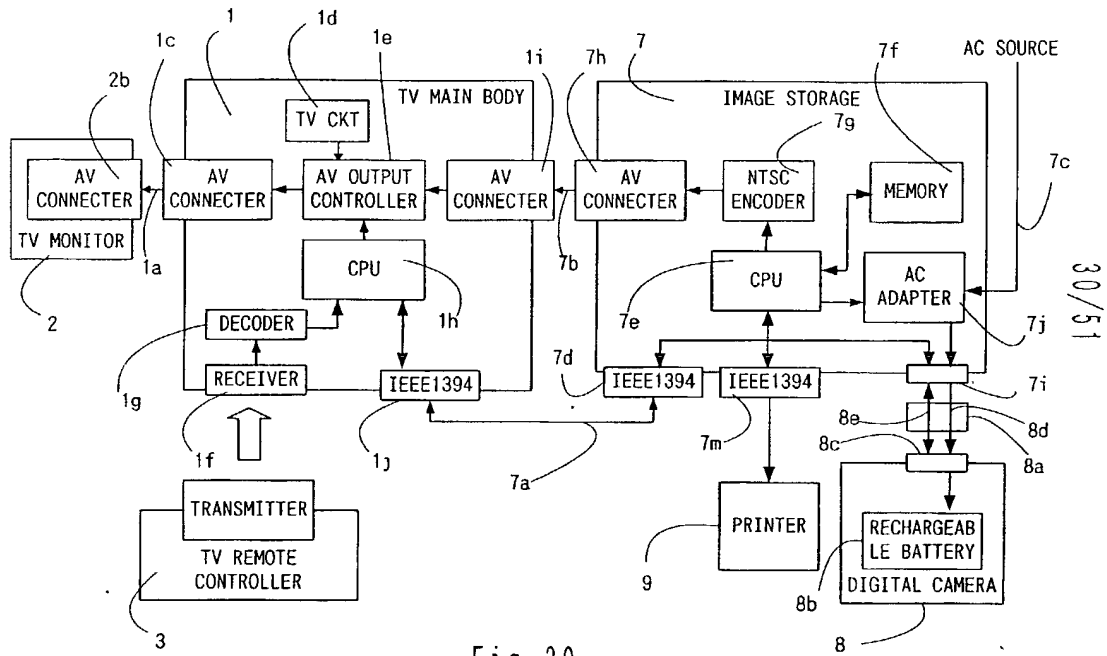 1d
1
1c
1e
1i
7h
7
7f
AC SOURCE
2b
TV MAIN BODY
IMAGE STORAGE
7g
TV CKT
7c
AV CONNECTER
AV CONNECTER
AV OUTPUT CONTROLLER
AV CONNECTER
AV CONNECTER
NTSC ENCODER
MEMORY
TV MONITOR
1a
7b
CPU
CPU
AC ADAPTER
30/51
2
1h
7e
7j
DECODER
7d
1g
RECEIVER
IEEE1394
IEEE1394
IEEE1394
7i
8e
8d
1f
1j
7m
8c
8a
7a
TRANSMITTER
TV REMOTE CONTROLLER
PRINTER
RECHARGEAB
LE BATTERY
9
DIGITAL CAMERA
8b
3
8